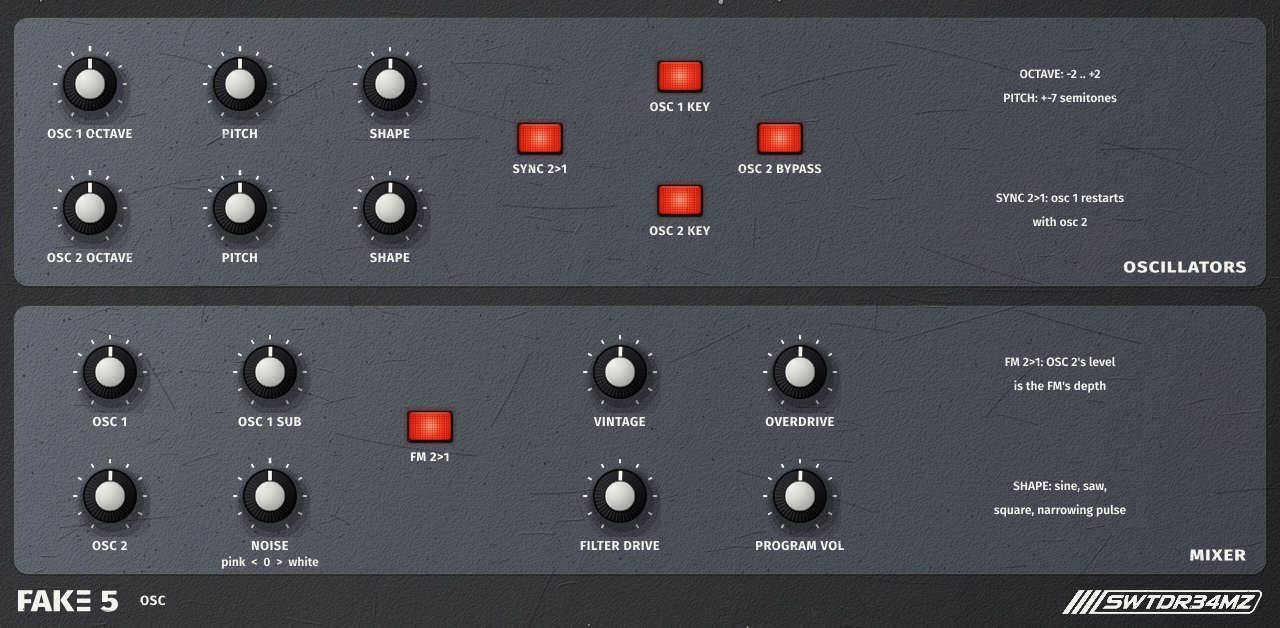 OSC 1 OCTAVE
PITCH
SHAPE
OSC 1 KEY
OCTAVE: -2 .. +2
PITCH: +-7 semitones
SYNC 2>1
OSC 2 BYPASS
OSC 2 OCTAVE
PITCH
SHAPE
OSC 2 KEY
SYNC 2>1: osc 1 restarts
with osc 2
OSCILLATORS
OSC 1
OSC 1 SUB
FM 2>1
VINTAGE
OVERDRIVE
FM 2>1: OSC 2's level
is the FM's depth
OSC 2
NOISE
pink < 0 > white
FILTER DRIVE
PROGRAM VOL
SHAPE: sine, saw,
square, narrowing pulse
MIXER
FAKE 5
OSC
SWTDR34MZ